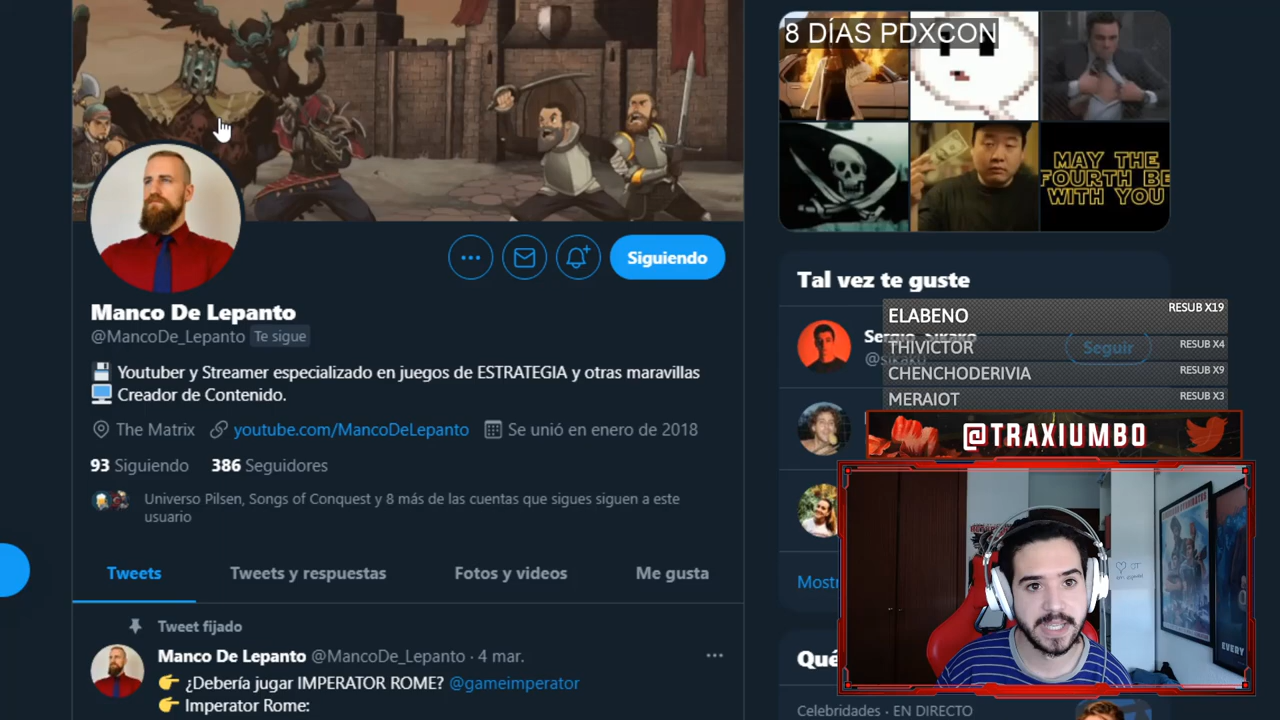 8 DÍAS PDXCON
MAY THE
FOURTH BE
WITH YOU
Siguiendo
Manco De Lepanto
@MancoDe_Lepanto Te sigue
Youtuber y Streamer especializado en juegos de ESTRATEGIA y otras maravillas
Creador de Contenido.
The Matrix youtube.com/MancoDeLepanto Se unió en enero de 2018
93 Siguiendo 386 Seguidores
Universo Pilsen, Songs of Conquest y 8 más de las cuentas que sigues siguen a este
usuario
Tweets Tweets y respuestas Fotos y videos Me gusta
Tweet fijado
Manco De Lepanto @MancoDe_Lepanto · 4 mar.
👉 ¿Debería jugar IMPERATOR ROME? @gameimperator
👉 Imperator Rome:
Tal vez te guste
Seguir
ELABENO RESUB X19
THIVICTOR RESUB X4
CHENCHODERIVIA RESUB X9
MERAIOT RESUB X3
@TRAXIUMBO
Mostr
Qué
Celebridades · EN DIRECTO
EVERY